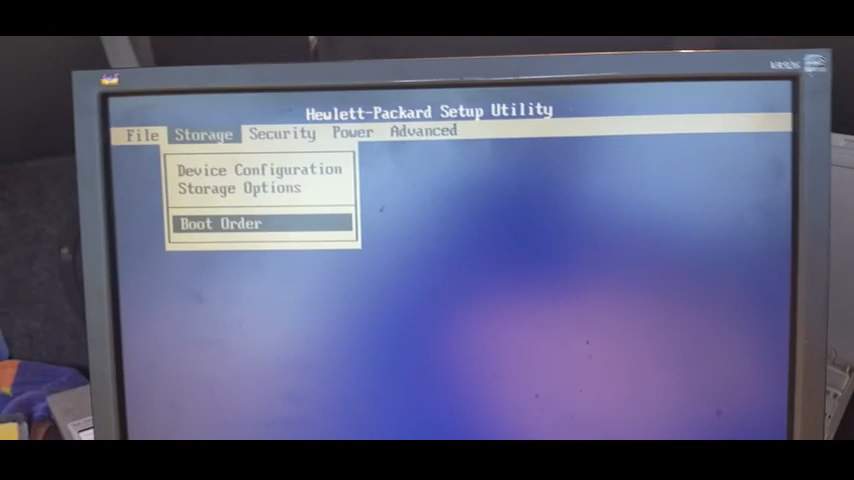 Hewlett-Packard Setup Utility
File Storage Security Power Advanced
Device Configuration
Storage Options
Boot Order